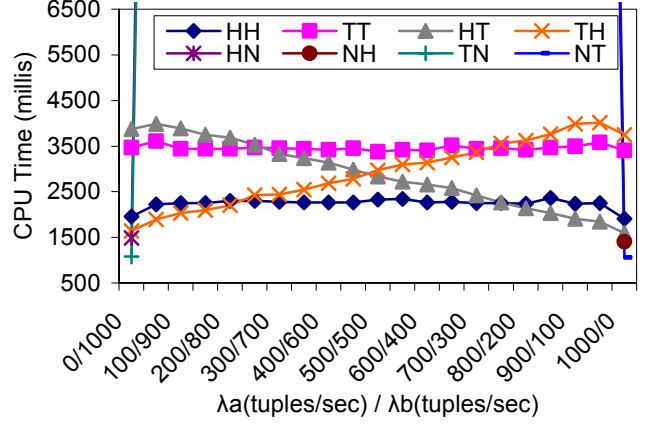 6500
HH TT HT TH
HN NH TN NT
5500
4500
3500
2500
1500
500
CPU Time (millis)
0/1000 100/900 200/800 300/700 400/600 500/500 600/400 700/300 800/200 900/100 1000/0
λa(tuples/sec) / λb(tuples/sec)